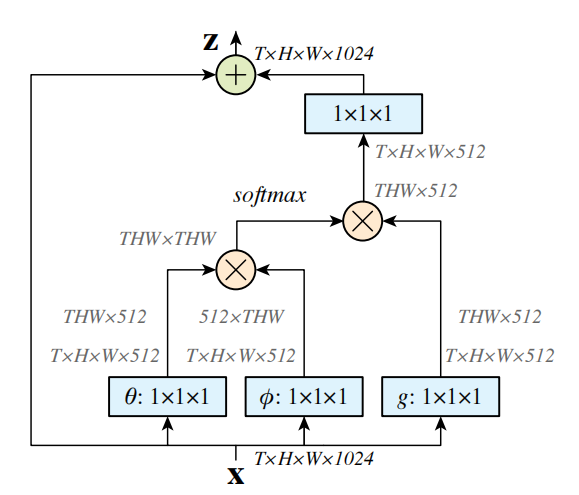 z
T×H×W×1024
1×1×1
T×H×W×512
softmax
THW×512
THW×THW
THW×512
512×THW
THW×512
T×H×W×512
T×H×W×512
T×H×W×512
θ: 1×1×1
ϕ: 1×1×1
g: 1×1×1
T×H×W×1024
x